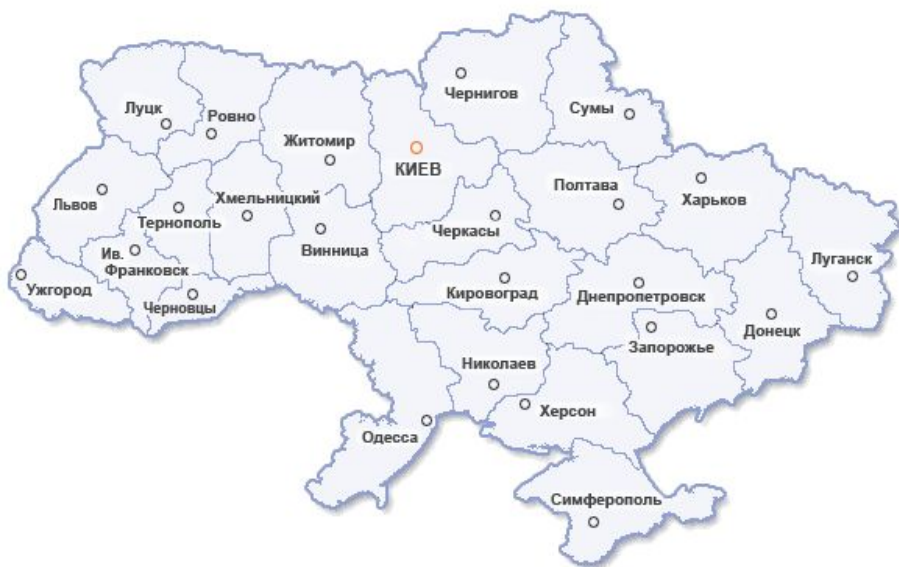 Чернигов
Луцк
Ровно
Сумы
Житомир
КИЕВ
Львов
Хмельницкий
Полтава
Харьков
Тернополь
Черкасы
Винница
Ив.
Франковск
Луганск
Ужгород
Черновцы
Кировоград
Днепропетровск
Донецк
Запорожье
Николаев
Херсон
Одесса
Симферополь